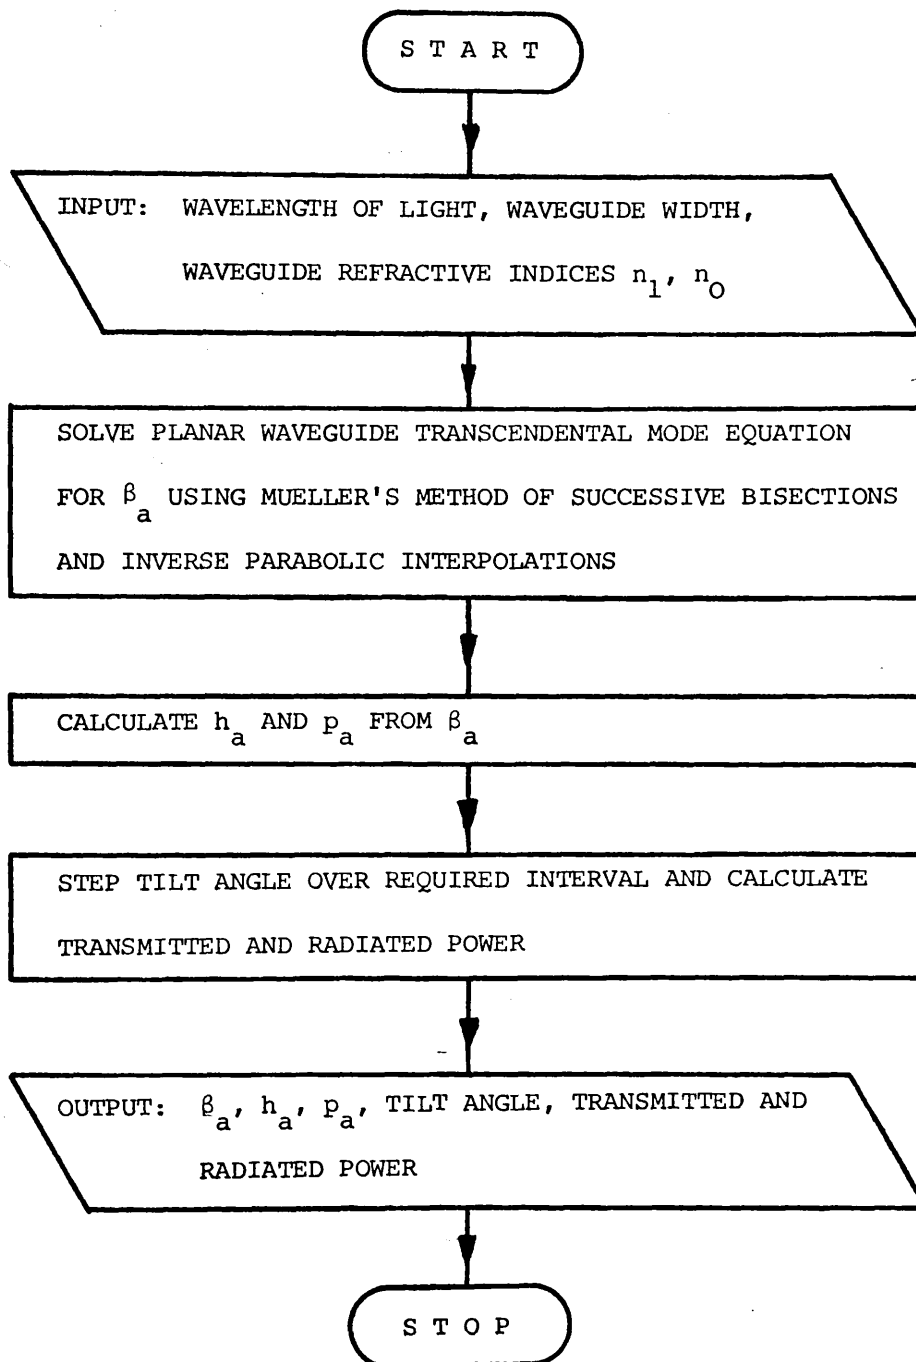 S T A R T
INPUT: WAVELENGTH OF LIGHT, WAVEGUIDE WIDTH,
WAVEGUIDE REFRACTIVE INDICES n₁, n₀
SOLVE PLANAR WAVEGUIDE TRANSCENDENTAL MODE EQUATION
FOR βₐ USING MUELLER'S METHOD OF SUCCESSIVE BISECTIONS
AND INVERSE PARABOLIC INTERPOLATIONS
CALCULATE hₐ AND pₐ FROM βₐ
STEP TILT ANGLE OVER REQUIRED INTERVAL AND CALCULATE
TRANSMITTED AND RADIATED POWER
OUTPUT: βₐ, hₐ, pₐ, TILT ANGLE, TRANSMITTED AND
RADIATED POWER
S T O P